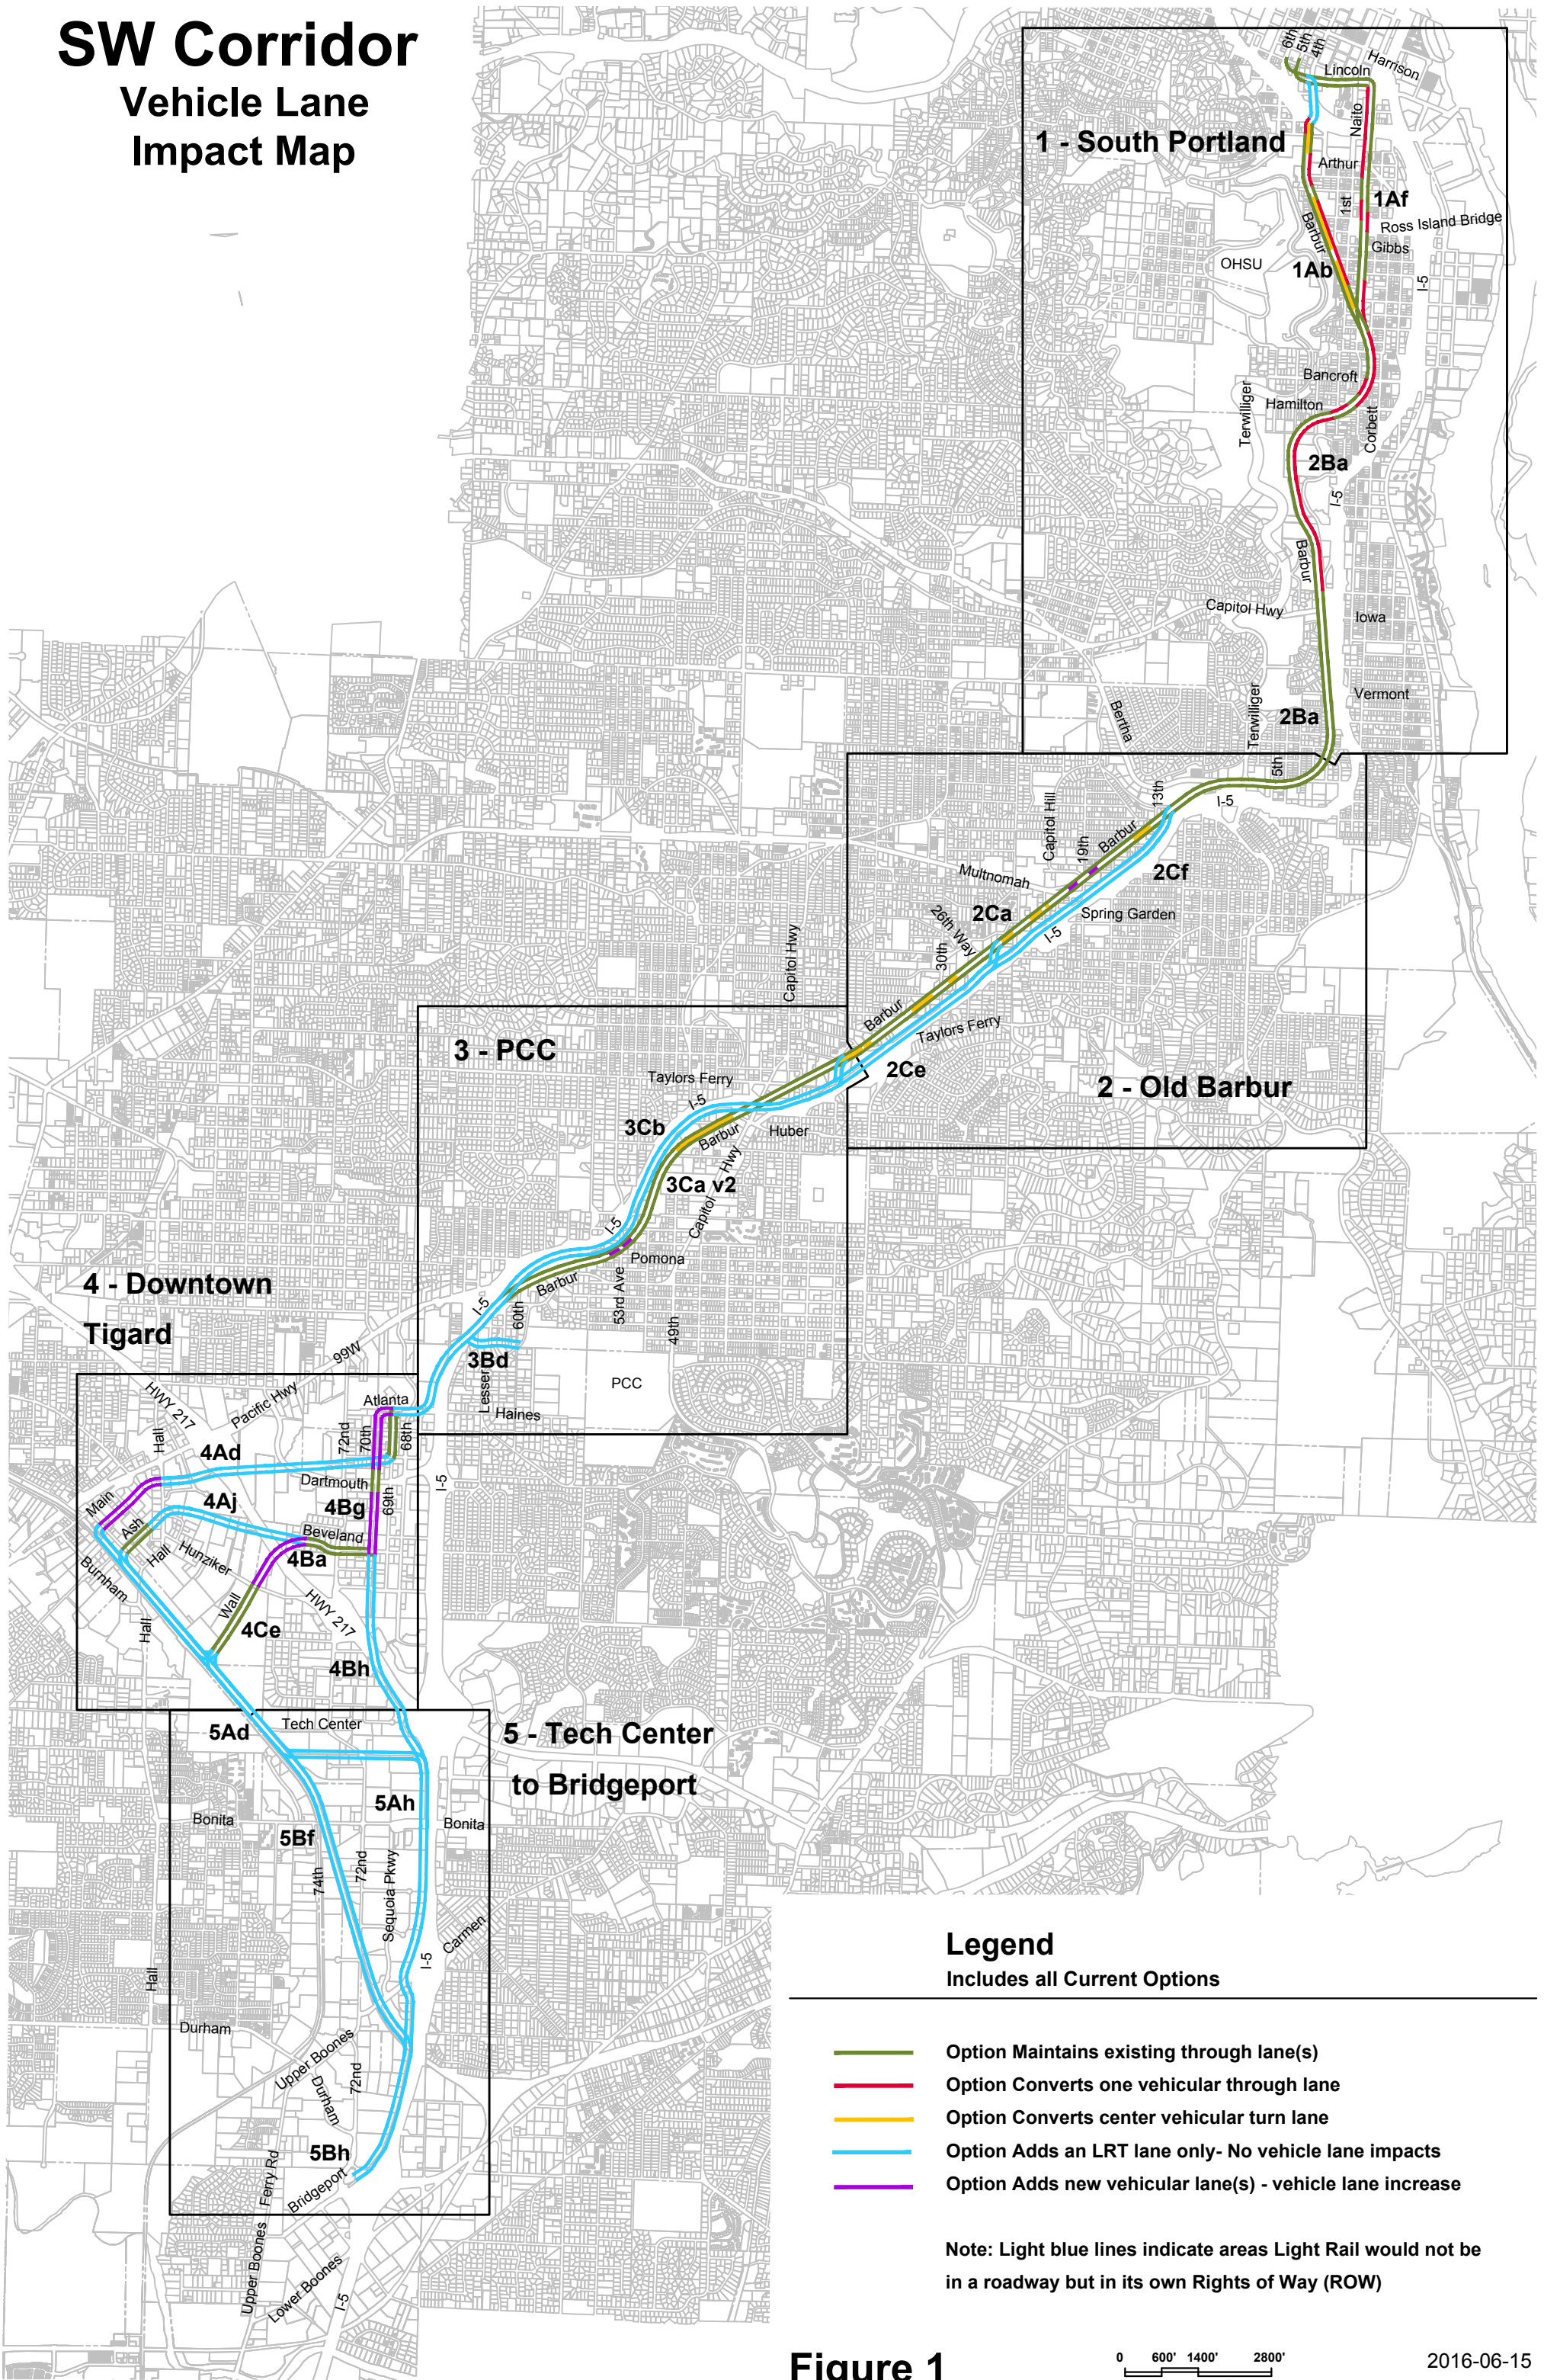 SW Corridor
Vehicle Lane
Impact Map
6th
5th
4th
Lincoln
Harrison
Naito
1 - South Portland
Arthur
1st
1Af
Ross Island Bridge
Gibbs
Barbur
OHSU
1Ab
I-5
Bancroft
Hamilton
Terwilliger
Corbett
2Ba
I-5
Barbur
Capitol Hwy
Iowa
Vermont
Terwilliger
Bertha
2Ba
5th
13th
I-5
Capitol Hill
19th
Barbur
Multnomah
2Cf
2Ca
26th Way
Spring Garden
I-5
30th
Capitol Hwy
Barbur
Taylors Ferry
2Ce
2 - Old Barbur
3 - PCC
Taylors Ferry
I-5
3Cb
Barbur
Huber
3Ca v2
Capitol Hwy
I-5
Pomona
53rd Ave
Barbur
I-5
60th
49th
3Bd
Lesser
PCC
Haines
4 - Downtown
Tigard
99W
HWY 217
Pacific Hwy
Atlanta
Hall
72nd
70th
68th
4Ad
Dartmouth
I-5
Main
4Aj
4Bg
69th
Ash
Beveland
Hall
Hunziker
4Ba
Burnham
Wall
HWY 217
Hall
4Ce
4Bh
5Ad
Tech Center
5 - Tech Center
to Bridgeport
5Ah
Bonita
Bonita
5Bf
74th
72nd
Sequoia Pkwy
Carmen
I-5
Hall
Durham
Upper Boones
72nd
Durham
5Bh
Ferry Rd
Bridgeport
Upper Boones
Lower Boones
I-5
Legend
Includes all Current Options
Option Maintains existing through lane(s)
Option Converts one vehicular through lane
Option Converts center vehicular turn lane
Option Adds an LRT lane only- No vehicle lane impacts
Option Adds new vehicular lane(s) - vehicle lane increase
Note: Light blue lines indicate areas Light Rail would not be
in a roadway but in its own Rights of Way (ROW)
Figure 1
0 600' 1400' 2800'
2016-06-15